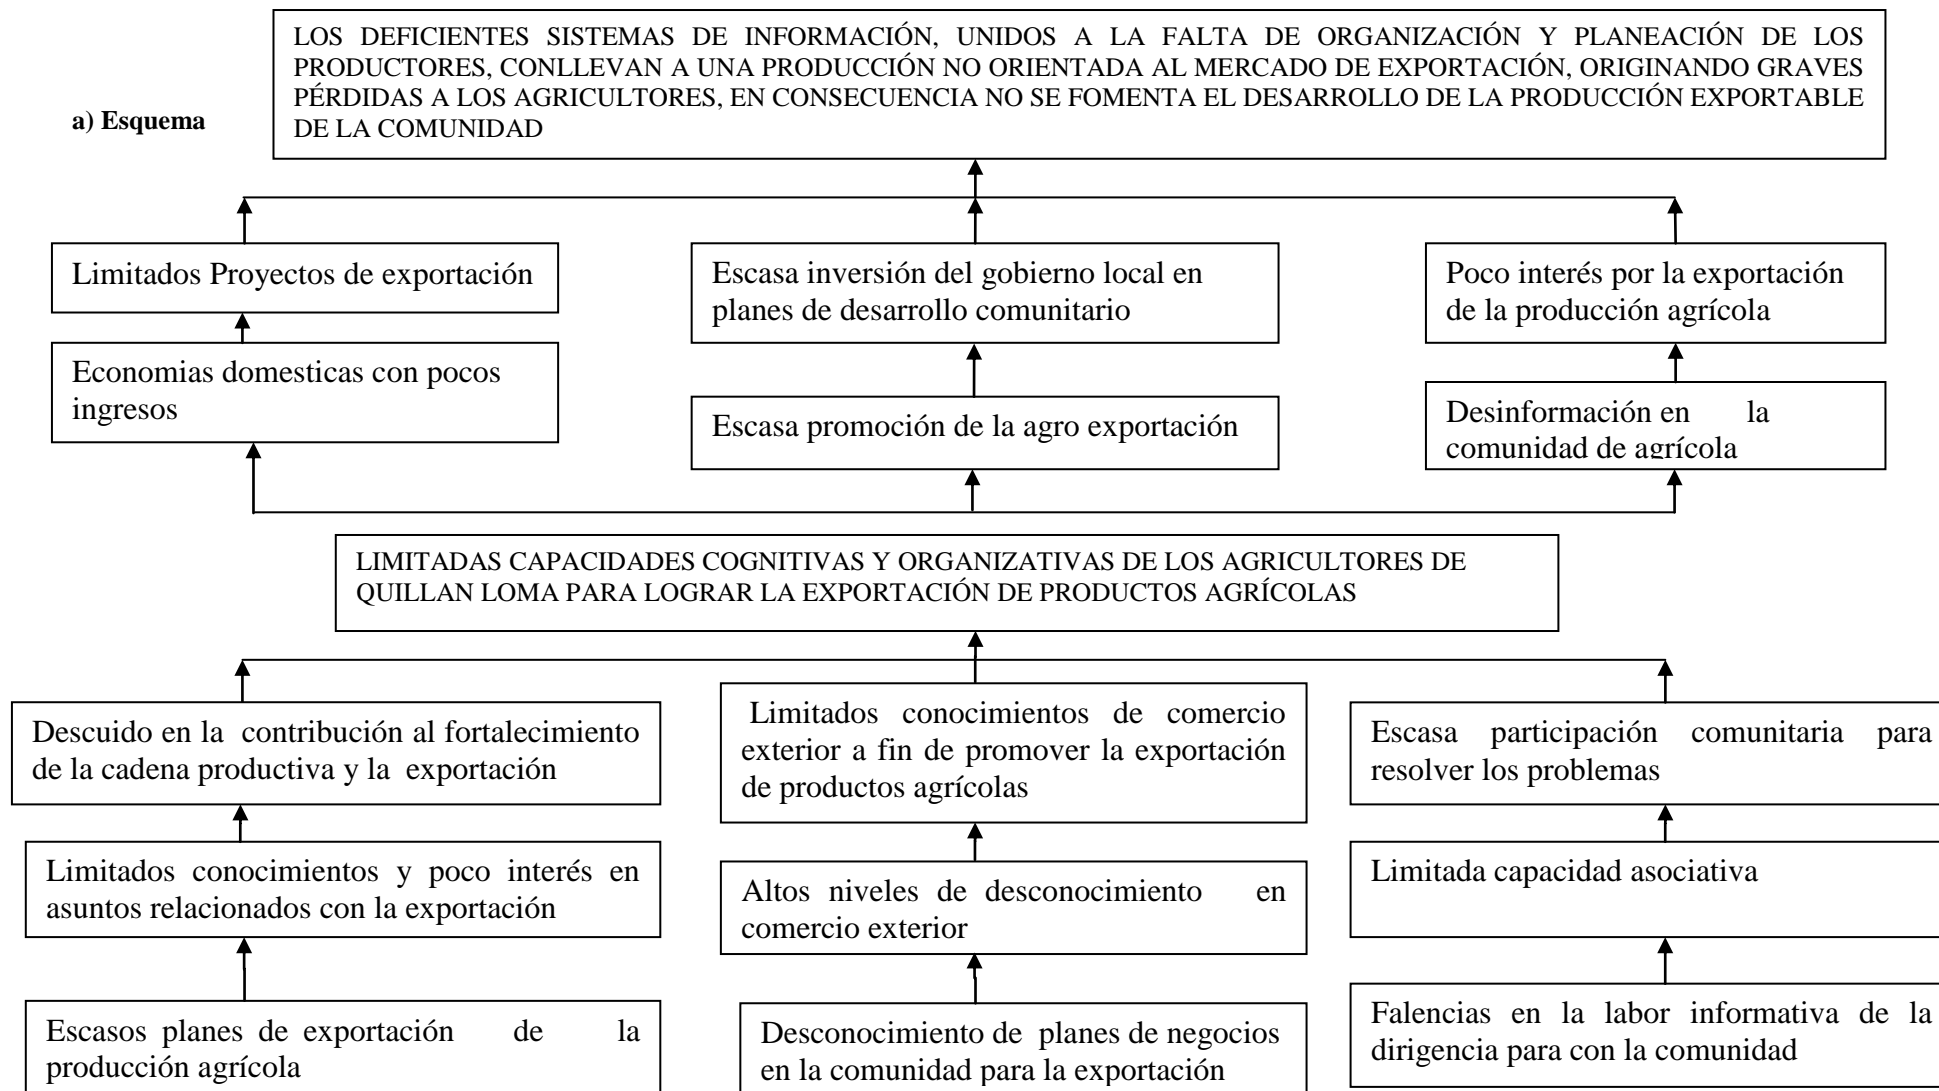 LOS DEFICIENTES SISTEMAS DE INFORMACIÓN, UNIDOS A LA FALTA DE ORGANIZACIÓN Y PLANEACIÓN DE LOS
PRODUCTORES, CONLLEVAN A UNA PRODUCCIÓN NO ORIENTADA AL MERCADO DE EXPORTACIÓN, ORIGINANDO GRAVES
PÉRDIDAS A LOS AGRICULTORES, EN CONSECUENCIA NO SE FOMENTA EL DESARROLLO DE LA PRODUCCIÓN EXPORTABLE
DE LA COMUNIDAD
a) Esquema
Limitados Proyectos de exportación
Escasa inversión del gobierno local en
planes de desarrollo comunitario
Poco interés por la exportación
de la producción agrícola
Economias domesticas con pocos
ingresos
Escasa promoción de la agro exportación
Desinformación en la
comunidad de agrícola
LIMITADAS CAPACIDADES COGNITIVAS Y ORGANIZATIVAS DE LOS AGRICULTORES DE
QUILLAN LOMA PARA LOGRAR LA EXPORTACIÓN DE PRODUCTOS AGRÍCOLAS
Descuido en la contribución al fortalecimiento
de la cadena productiva y la exportación
Limitados conocimientos de comercio
exterior a fin de promover la exportación
de productos agrícolas
Escasa participación comunitaria para
resolver los problemas
Limitados conocimientos y poco interés en
asuntos relacionados con la exportación
Altos niveles de desconocimiento en
comercio exterior
Limitada capacidad asociativa
Escasos planes de exportación de la
producción agrícola
Desconocimiento de planes de negocios
en la comunidad para la exportación
Falencias en la labor informativa de la
dirigencia para con la comunidad